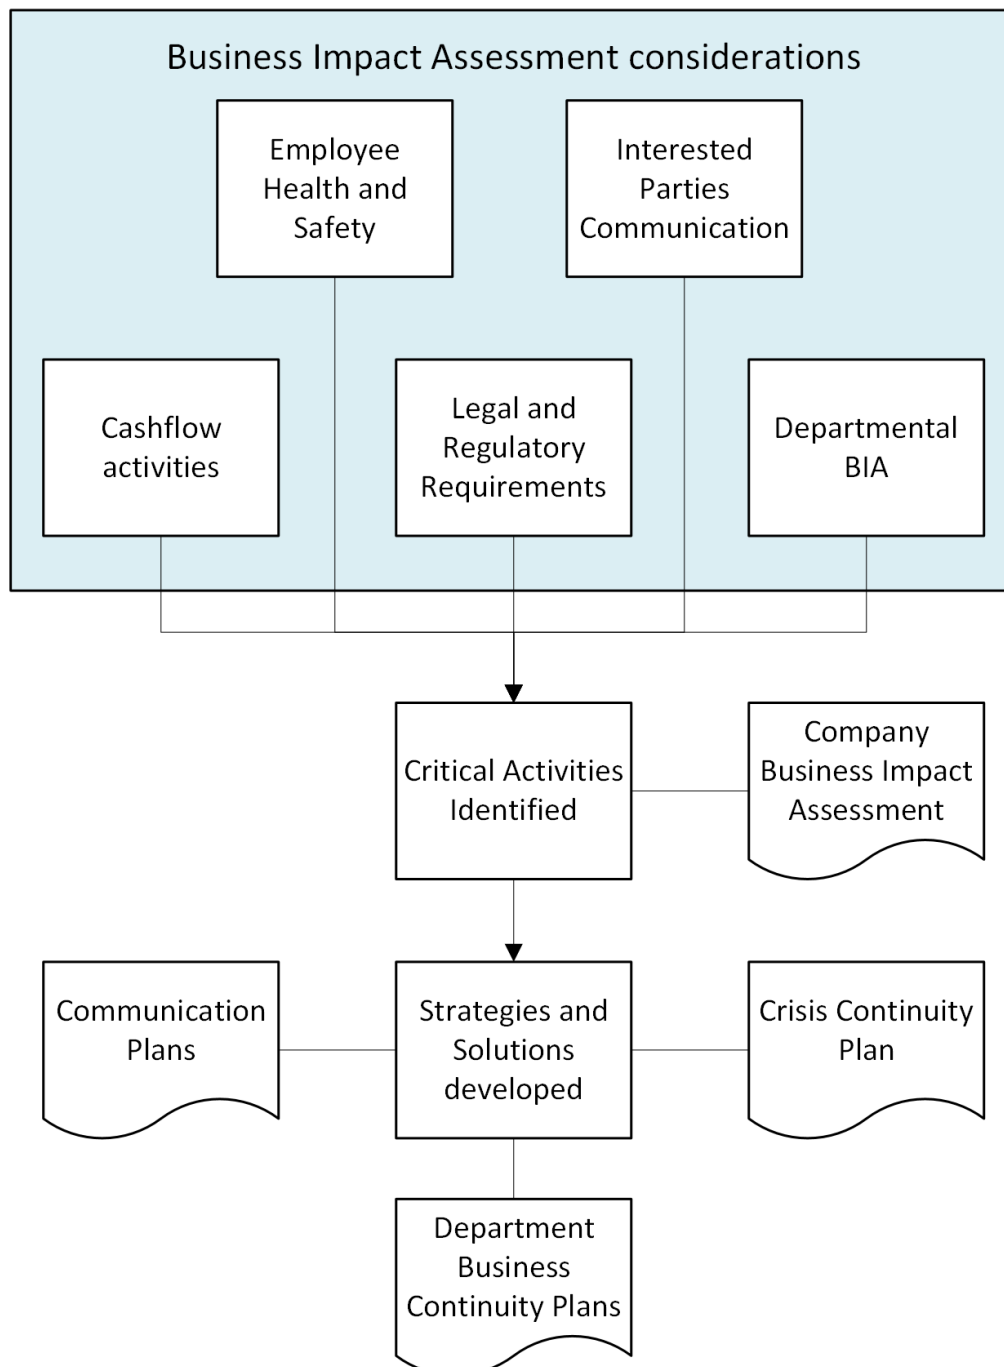 Business Impact Assessment considerations
Employee
Health and
Safety
Interested
Parties
Communication
Cashflow
activities
Legal and
Regulatory
Requirements
Departmental
BIA
Critical Activities
Identified
Company
Business Impact
Assessment
Communication
Plans
Strategies and
Solutions
developed
Crisis Continuity
Plan
Department
Business
Continuity Plans